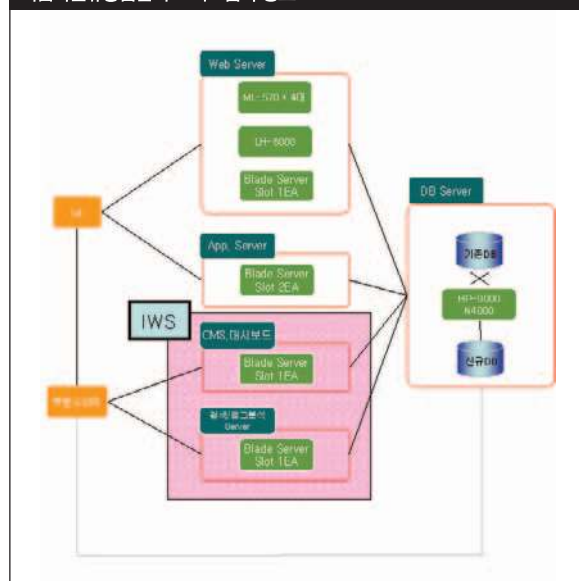 Web Server
ML-570 * 4대
LH-6000
Blade Server
Slot 1EA
DB Server
기존DB
HP-9000
N4000
신규DB
App. Server
Blade Server
Slot 2EA
IWS
CMS,대시보드
Blade Server
Slot 1EA
Server
Blade Server
Slot 1EA